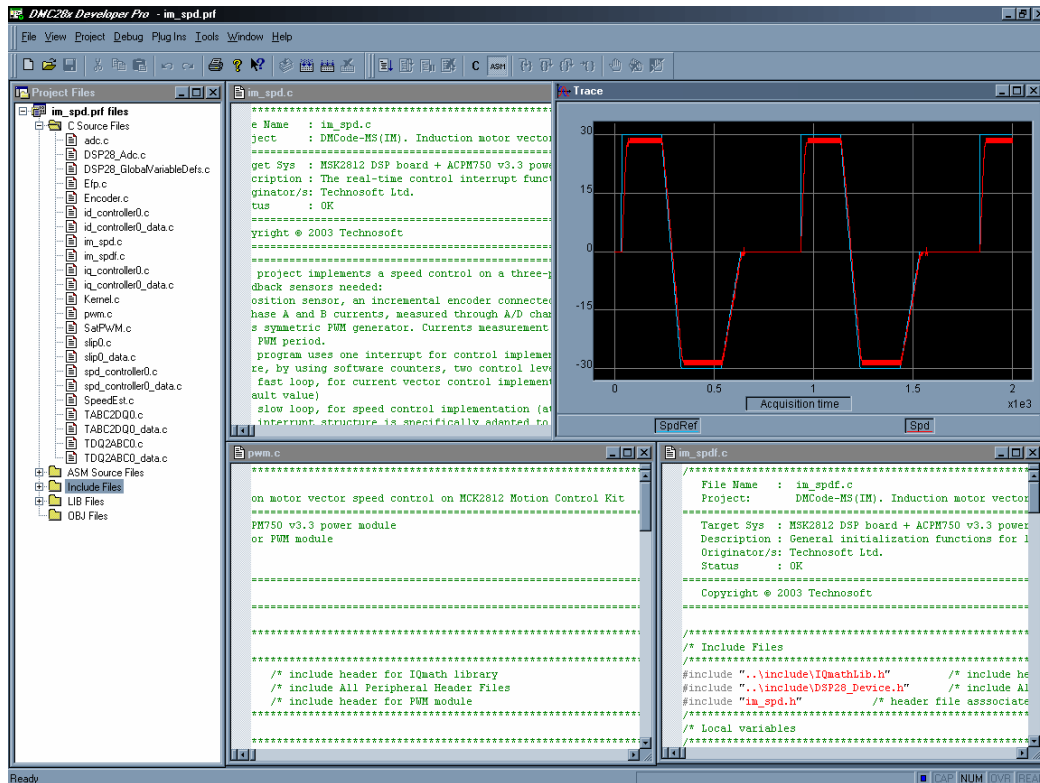 DMC28x Developer Pro - im_spd.prf
File View Project Debug Plug Ins Tools Window Help
C ASM
Project Files
im_spd.prf files
C Source Files
adc.c
DSP28_Adc.c
DSP28_GlobalVariableDefs.c
Efp.c
Encoder.c
id_controller0.c
id_controller0_data.c
im_spd.c
im_spdf.c
iq_controller0.c
iq_controller0_data.c
Kernel.c
pwm.c
SatPWM.c
slip0.c
slip0_data.c
spd_controller0.c
spd_controller0_data.c
SpeedEst.c
TABC2DQ0.c
TABC2DQ0_data.c
TDQ2ABC0.c
TDQ2ABC0_data.c
ASM Source Files
Include Files
LIB Files
OBJ Files
im_spd.c
e Name : im_spd.c
ject : DMCode-MS(IM). Induction motor vector
get Sys : MSK2812 DSP board + ACPM750 v3.3 powe
cription : The real-time control interrupt funct
ginator/s: Technosoft Ltd.
tus : OK
yright © 2003 Technosoft
project implements a speed control on a three-p
dback sensors needed:
osition sensor, an incremental encoder connected
hase A and B currents, measured through A/D chan
s symmetric PWM generator. Currents measurement
PWM period.
program uses one interrupt for control implemen
re, by using software counters, two control leve
fast loop, for current vector control implement
ault value)
slow loop, for speed control implementation (at
interrupt structure is specifically adapted to
Trace
30
15
0
-15
-30
0 0.5 1 1.5 2
x1e3
Acquisition time
SpdRef Spd
pwm.c
on motor vector speed control on MCK2812 Motion Control Kit
PM750 v3.3 power module
or PWM module
/* include header for IQmath library
/* include All Peripheral Header Files
/* include header for PWM module
im_spdf.c
File Name : im_spdf.c
Project: DMCode-MS(IM). Induction motor vector
Target Sys : MSK2812 DSP board + ACPM750 v3.3 power
Description : General initialization functions for
Originator/s: Technosoft Ltd.
Status : OK
Copyright © 2003 Technosoft
/* Include Files
#include "..\include\IQmathLib.h" /* include he
#include "..\include\DSP28_Device.h" /* include Al
#include "im_spd.h" /* header file asssociate
/* Local variables
Ready
CAP NUM OVR REA